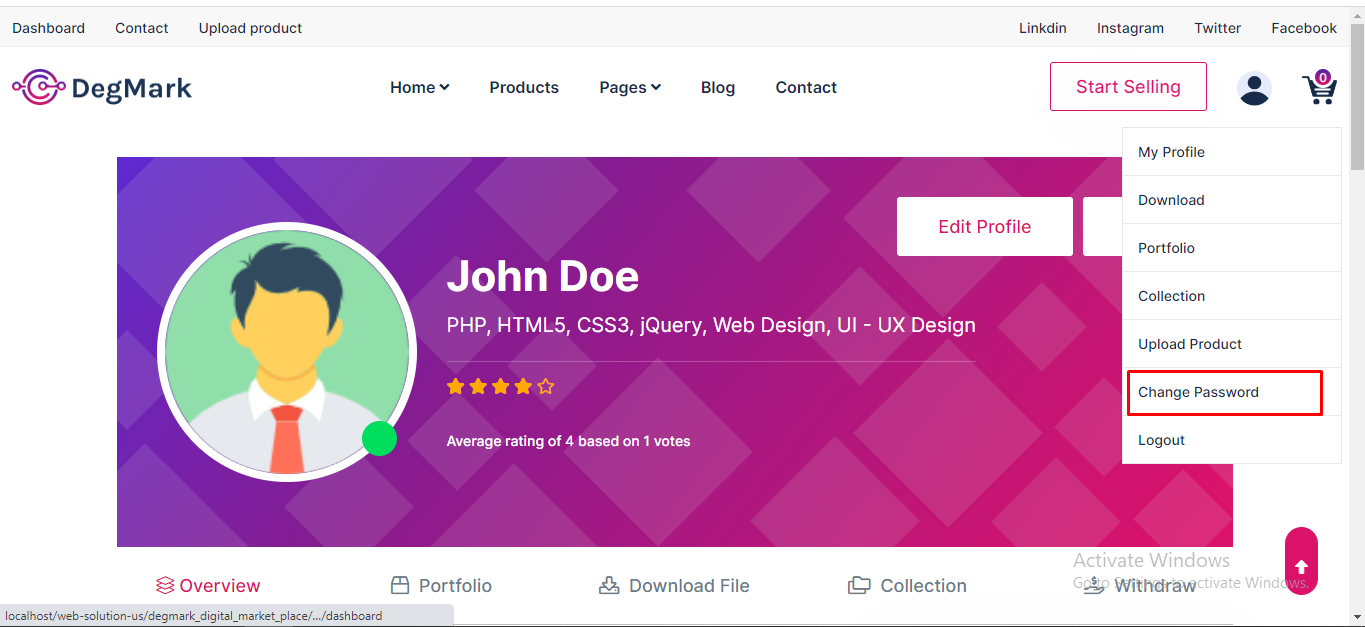 Dashboard Contact Upload product Linkdin Instagram Twitter Facebook
DegMark Home Products Pages Blog Contact Start Selling 0
My Profile
Download
Portfolio
Collection
Upload Product
Change Password
Logout
Edit Profile
John Doe
PHP, HTML5, CSS3, jQuery, Web Design, UI - UX Design
Average rating of 4 based on 1 votes
Activate Windows
Go to Settings to activate Windows.
Overview Portfolio Download File Collection Withdraw
localhost/web-solution-us/degmark_digital_market_place/.../dashboard